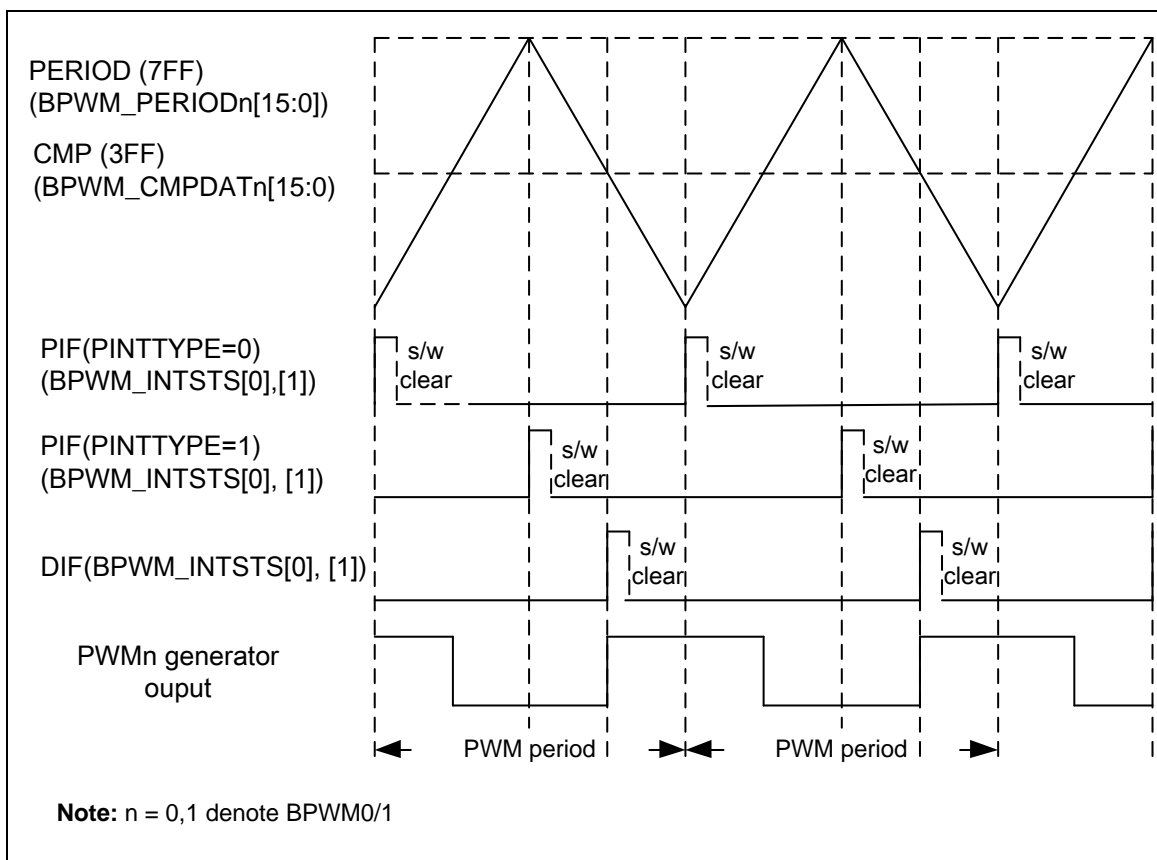 PERIOD (7FF)
(BPWM_PERIODn[15:0])
CMP (3FF)
(BPWM_CMPDATn[15:0)
PIF(PINTTYPE=0)
(BPWM_INTSTS[0],[1])
s/w
clear
s/w
clear
s/w
clear
PIF(PINTTYPE=1)
(BPWM_INTSTS[0], [1])
s/w
clear
s/w
clear
DIF(BPWM_INTSTS[0], [1])
s/w
clear
s/w
clear
PWMn generator
ouput
PWM period
PWM period
Note: n = 0,1 denote BPWM0/1